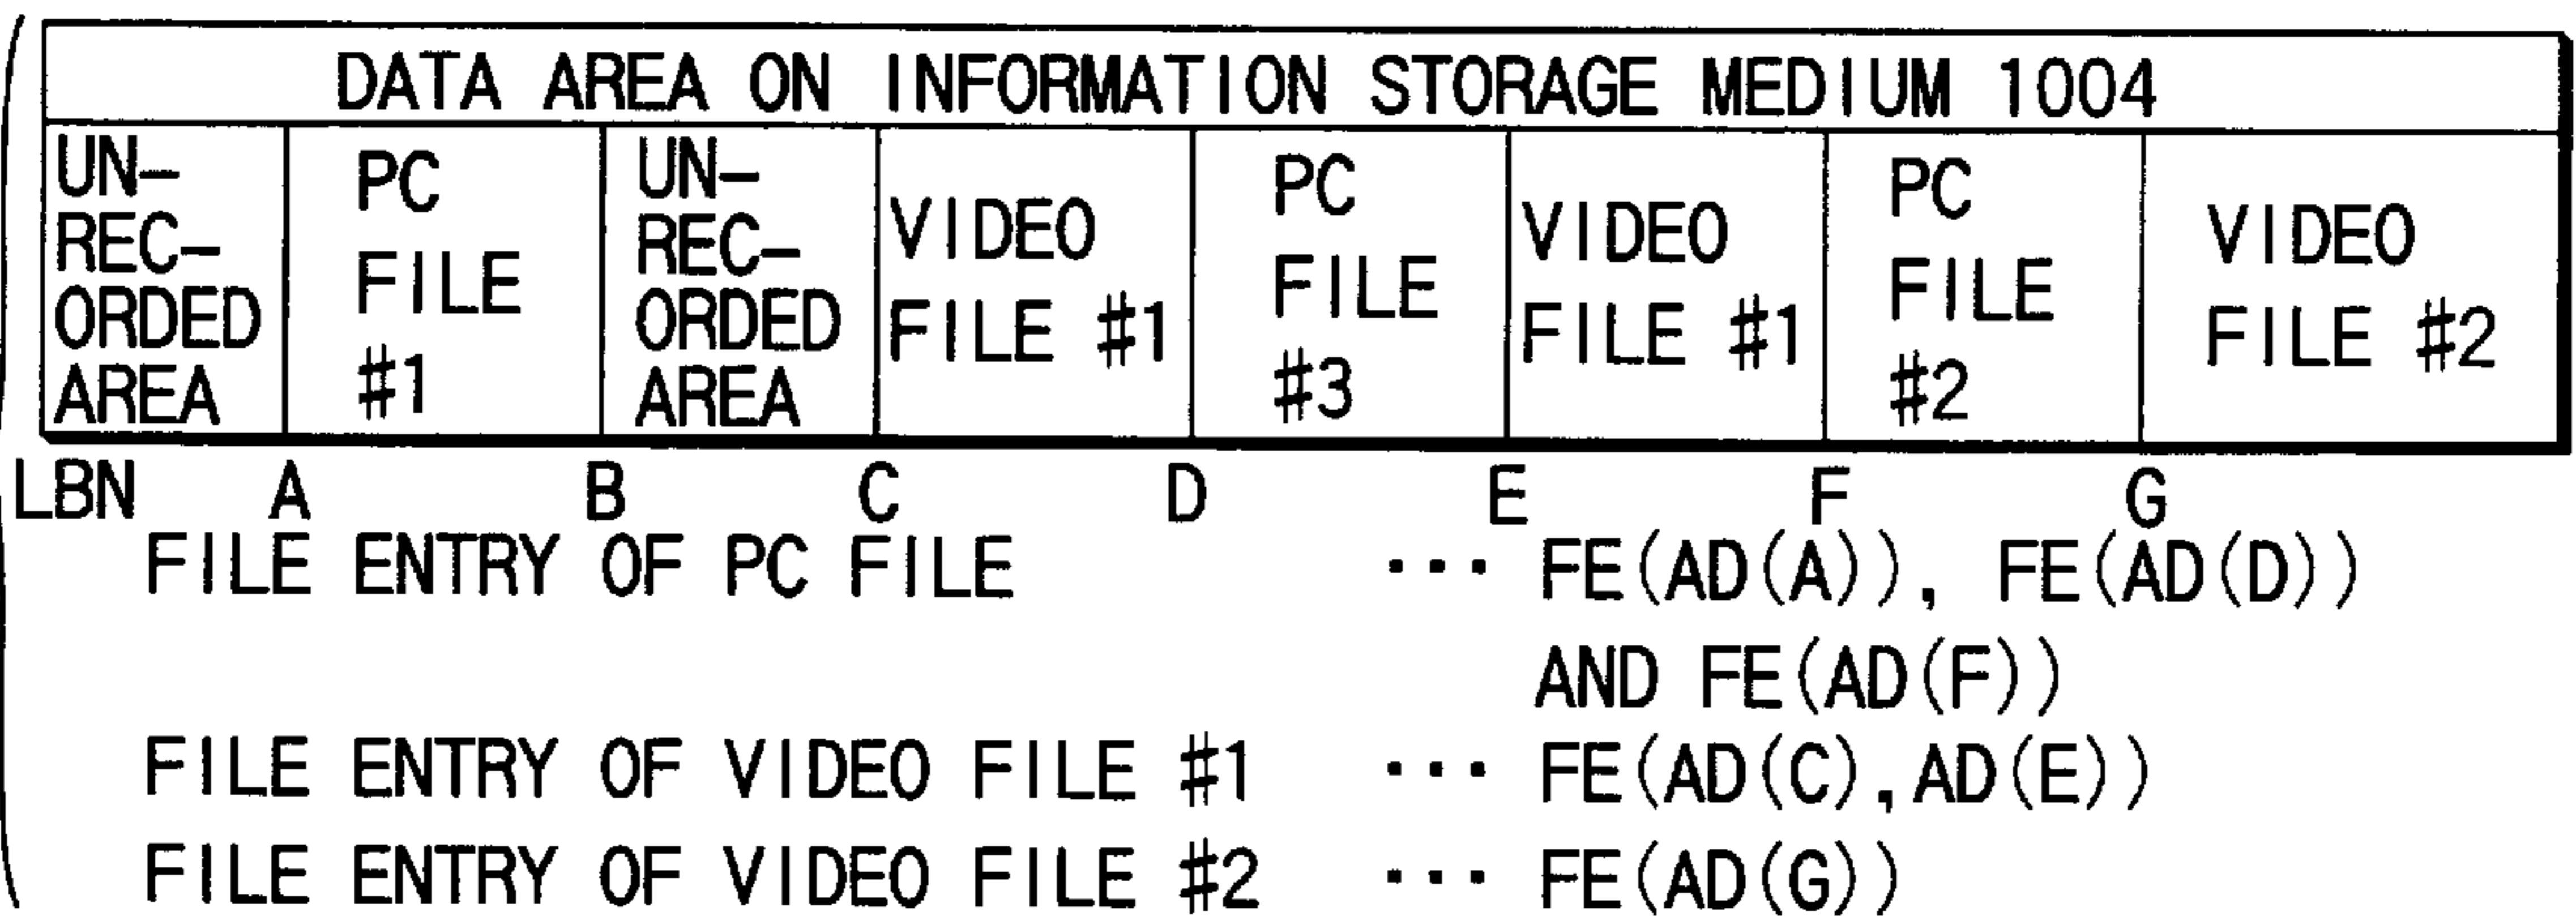 DATA AREA ON INFORMATION STORAGE MEDIUM 1004
UN-
REC-
ORDED
AREA
PC
FILE
#1
UN-
REC-
ORDED
AREA
VIDEO
FILE #1
PC
FILE
#3
VIDEO
FILE #1
PC
FILE
#2
VIDEO
FILE #2
LBN A B C D E F G
FILE ENTRY OF PC FILE ... FE(AD(A)), FE(AD(D))
AND FE(AD(F))
FILE ENTRY OF VIDEO FILE #1 ... FE(AD(C),AD(E))
FILE ENTRY OF VIDEO FILE #2 ... FE(AD(G))